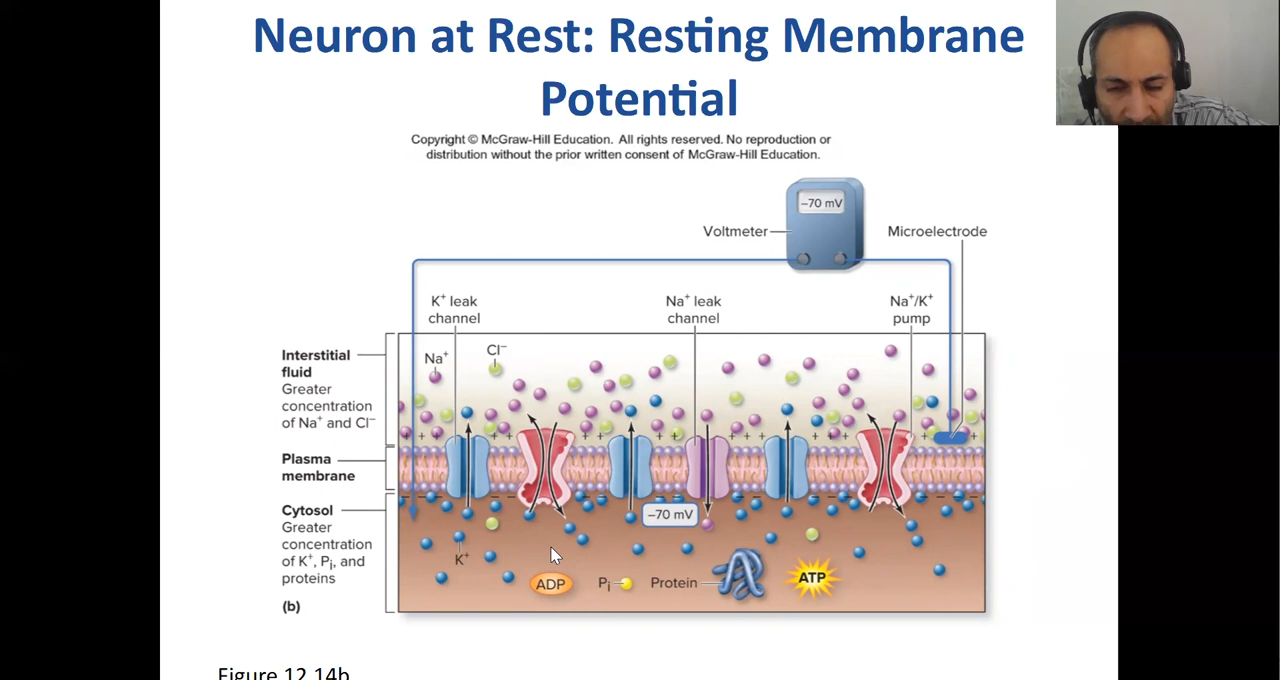 Neuron at Rest: Resting Membrane
Potential
Copyright © McGraw-Hill Education. All rights reserved. No reproduction or
distribution without the prior written consent of McGraw-Hill Education.
−70 mV
Voltmeter
Microelectrode
K⁺ leak
channel
Na⁺ leak
channel
Na⁺/K⁺
pump
Interstitial
fluid
Greater
concentration
of Na⁺ and Cl⁻
Na⁺
Cl⁻
Plasma
membrane
Cytosol
Greater
concentration
of K⁺, Pᵢ, and
proteins
−70 mV
K⁺
ADP
Pᵢ
Protein
ATP
(b)
Figure 12.14b